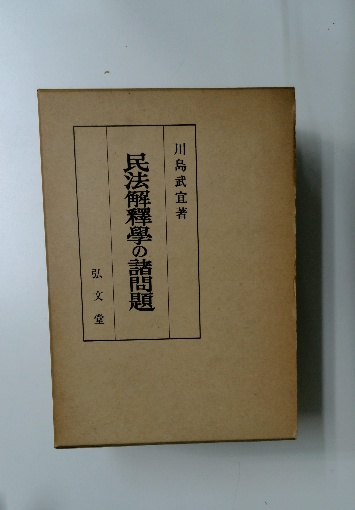 川島武宜著
民法解釋學の諸問題
弘文堂